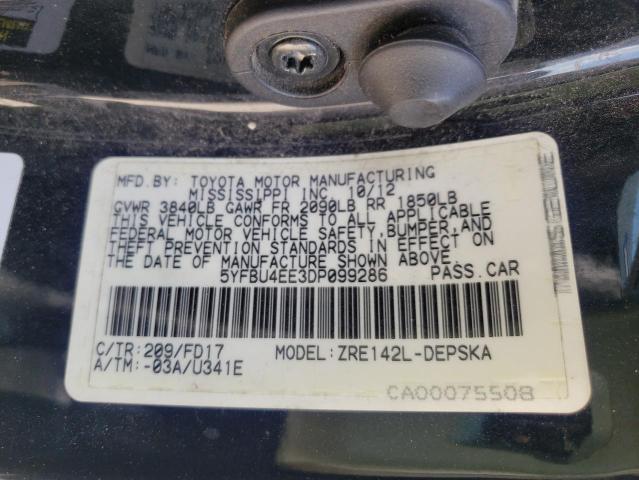 MFD.BY: TOYOTA MOTOR MANUFACTURING
MISSISSIPPI INC. 10/12
GVWR 3840LB GAWR FR 2090LB RR 1850LB
THIS VEHICLE CONFORMS TO ALL APPLICABLE
FEDERAL MOTOR VEHICLE SAFETY,BUMPER,AND
THEFT PREVENTION STANDARDS IN EFFECT ON
THE DATE OF MANUFACTURE SHOWN ABOVE.
5YFBU4EE3DP099286 PASS.CAR
C/TR:209/FD17 MODEL:ZRE142L-DEPSKA
A/TM:-03A/U341E
CA00075508